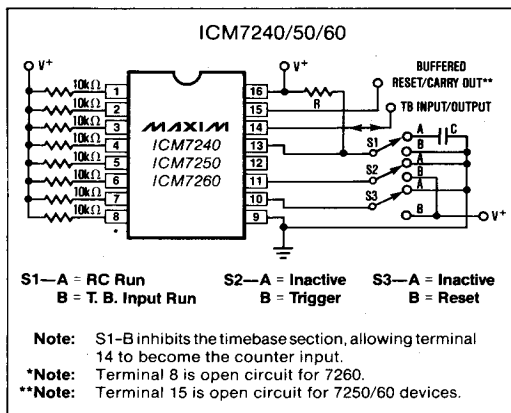 ICM7240/50/60
V+
10kΩ
10kΩ
10kΩ
10kΩ
10kΩ
10kΩ
10kΩ
10kΩ
1
2
3
4
5
6
7
8
*
MAXIM
ICM7240
ICM7250
ICM7260
16
15
14
13
12
11
10
9
V+
R
BUFFERED
RESET/CARRY OUT**
TB INPUT/OUTPUT
S1
A
C
B
S2
A
B
S3
A
B
V+
S1—A = RC Run
B = T. B. Input Run
S2—A = Inactive
B = Trigger
S3—A = Inactive
B = Reset
Note: S1-B inhibits the timebase section, allowing terminal
14 to become the counter input.
*Note: Terminal 8 is open circuit for 7260.
**Note: Terminal 15 is open circuit for 7250/60 devices.